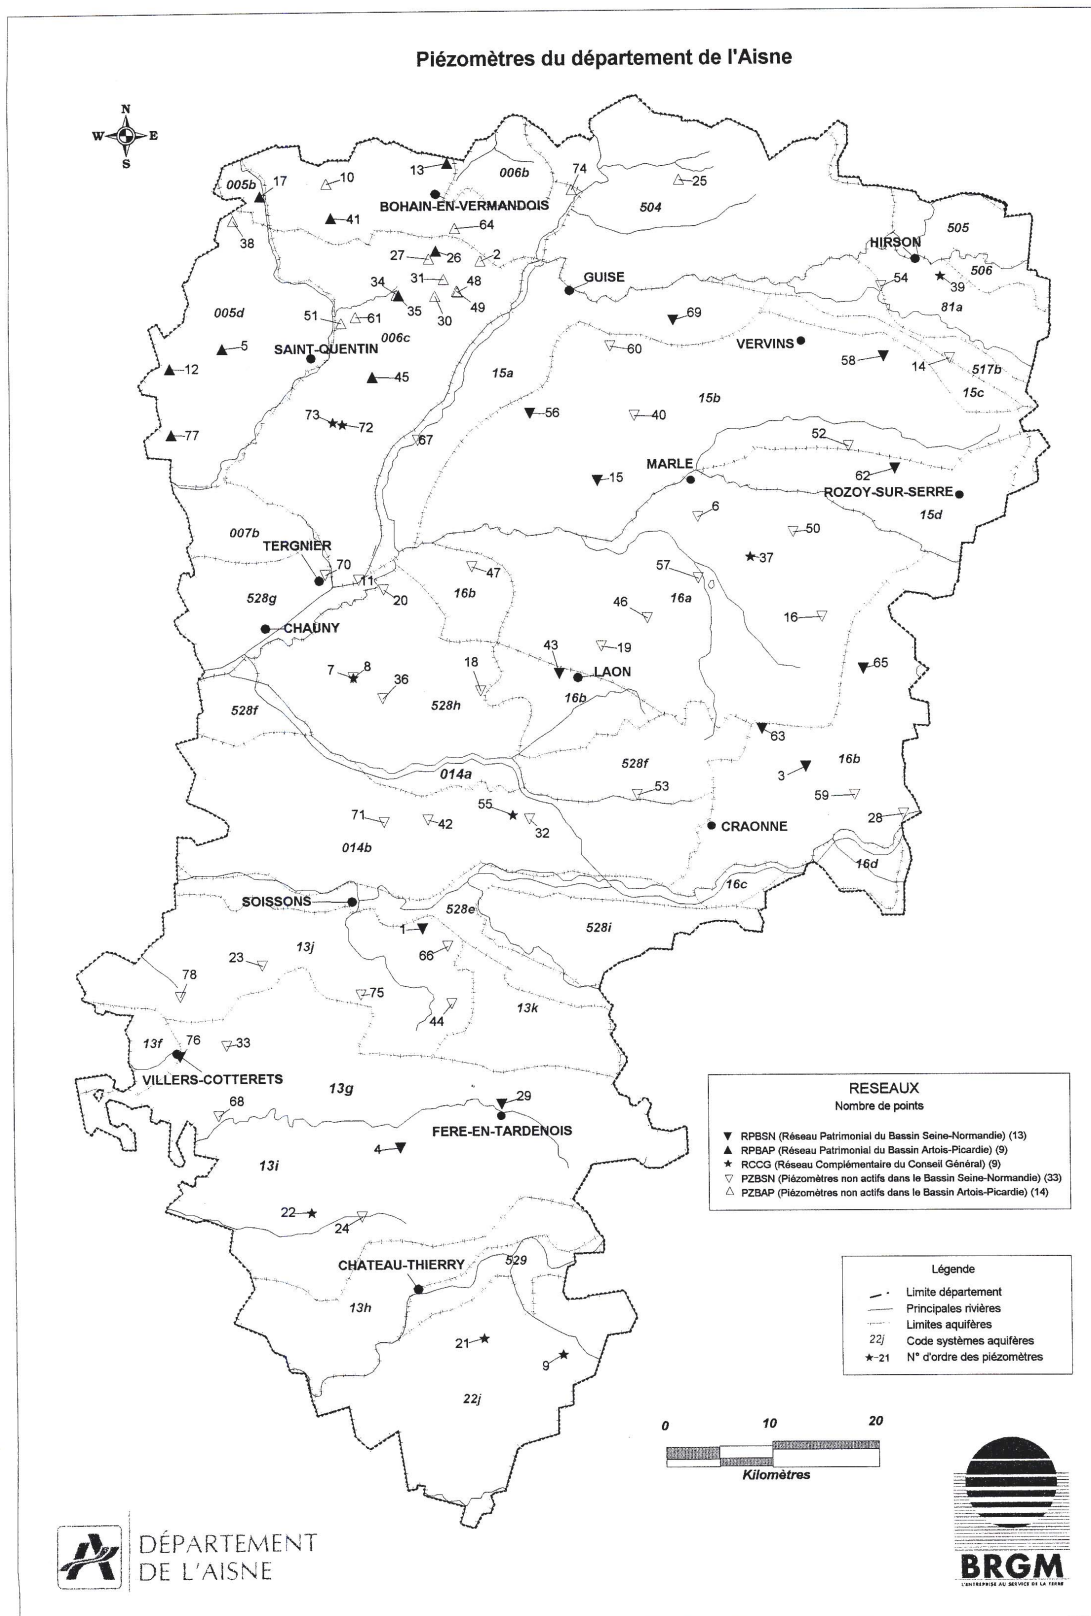 Piézomètres du département de l'Aisne
N
W E
S
13
006b
74
10
17
005b
25
BOHAIN-EN-VERMANDOIS
504
41
64
505
38
HIRSON
27
26
2
506
54
31
48
GUISE
39
34
49
81a
005d
35
30
51
61
69
006c
60
VERVINS
5
SAINT-QUENTIN
58
14
517b
12
45
15a
15c
15b
73
72
56
40
77
67
52
MARLE
62
15
ROZOY-SUR-SERRE
6
15d
50
007b
TERGNIER
37
70
11
47
57
20
16b
16a
528g
46
16
CHAUNY
19
43
7
8
18
LAON
65
36
16b
528h
528f
63
16b
014a
528f
3
53
59
55
28
71
42
32
CRAONNE
014b
16d
16c
SOISSONS
528e
1
528i
13j
66
23
78
75
13k
44
13f
76
33
VILLERS-COTTERETS
13g
29
68
FERE-EN-TARDENOIS
4
13i
22
24
529
CHATEAU-THIERRY
13h
21
9
22j
RESEAUX
Nombre de points
RPBSN (Réseau Patrimonial du Bassin Seine-Normandie) (13)
RPBAP (Réseau Patrimonial du Bassin Artois-Picardie) (9)
RCCG (Réseau Complémentaire du Conseil Général) (9)
PZBSN (Piézomètres non actifs dans le Bassin Seine-Normandie) (33)
PZBAP (Piézomètres non actifs dans le Bassin Artois-Picardie) (14)
Légende
Limite département
Principales rivières
Limites aquifères
22j Code systèmes aquifères
21 N° d'ordre des piézomètres
0 10 20
Kilomètres
DÉPARTEMENT
DE L'AISNE
BRGM
L'ENTREPRISE AU SERVICE DE LA TERRE